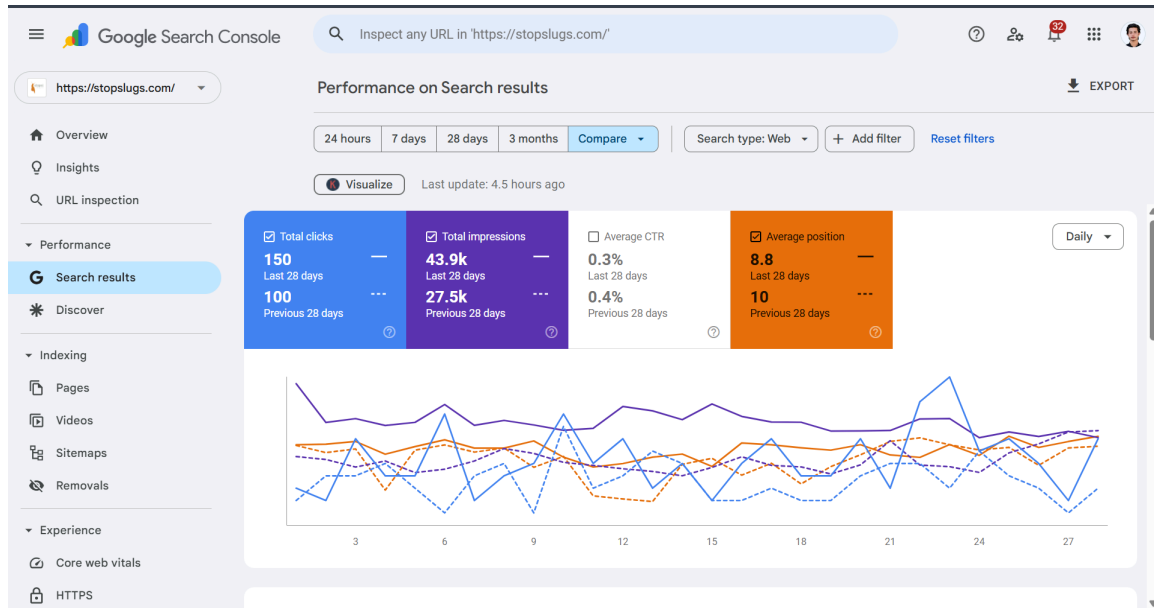 Google Search Console
Inspect any URL in 'https://stopslugs.com/'
32
https://stopslugs.com/
Performance on Search results
EXPORT
24 hours
7 days
28 days
3 months
Compare
Search type: Web
Add filter
Reset filters
Visualize
Last update: 4.5 hours ago
Overview
Insights
URL inspection
Performance
Search results
Discover
Indexing
Pages
Videos
Sitemaps
Removals
Experience
Core web vitals
HTTPS
Total clicks
150
Last 28 days
100
Previous 28 days
Total impressions
43.9k
Last 28 days
27.5k
Previous 28 days
Average CTR
0.3%
Last 28 days
0.4%
Previous 28 days
Average position
8.8
Last 28 days
10
Previous 28 days
Daily
3 6 9 12 15 18 21 24 27